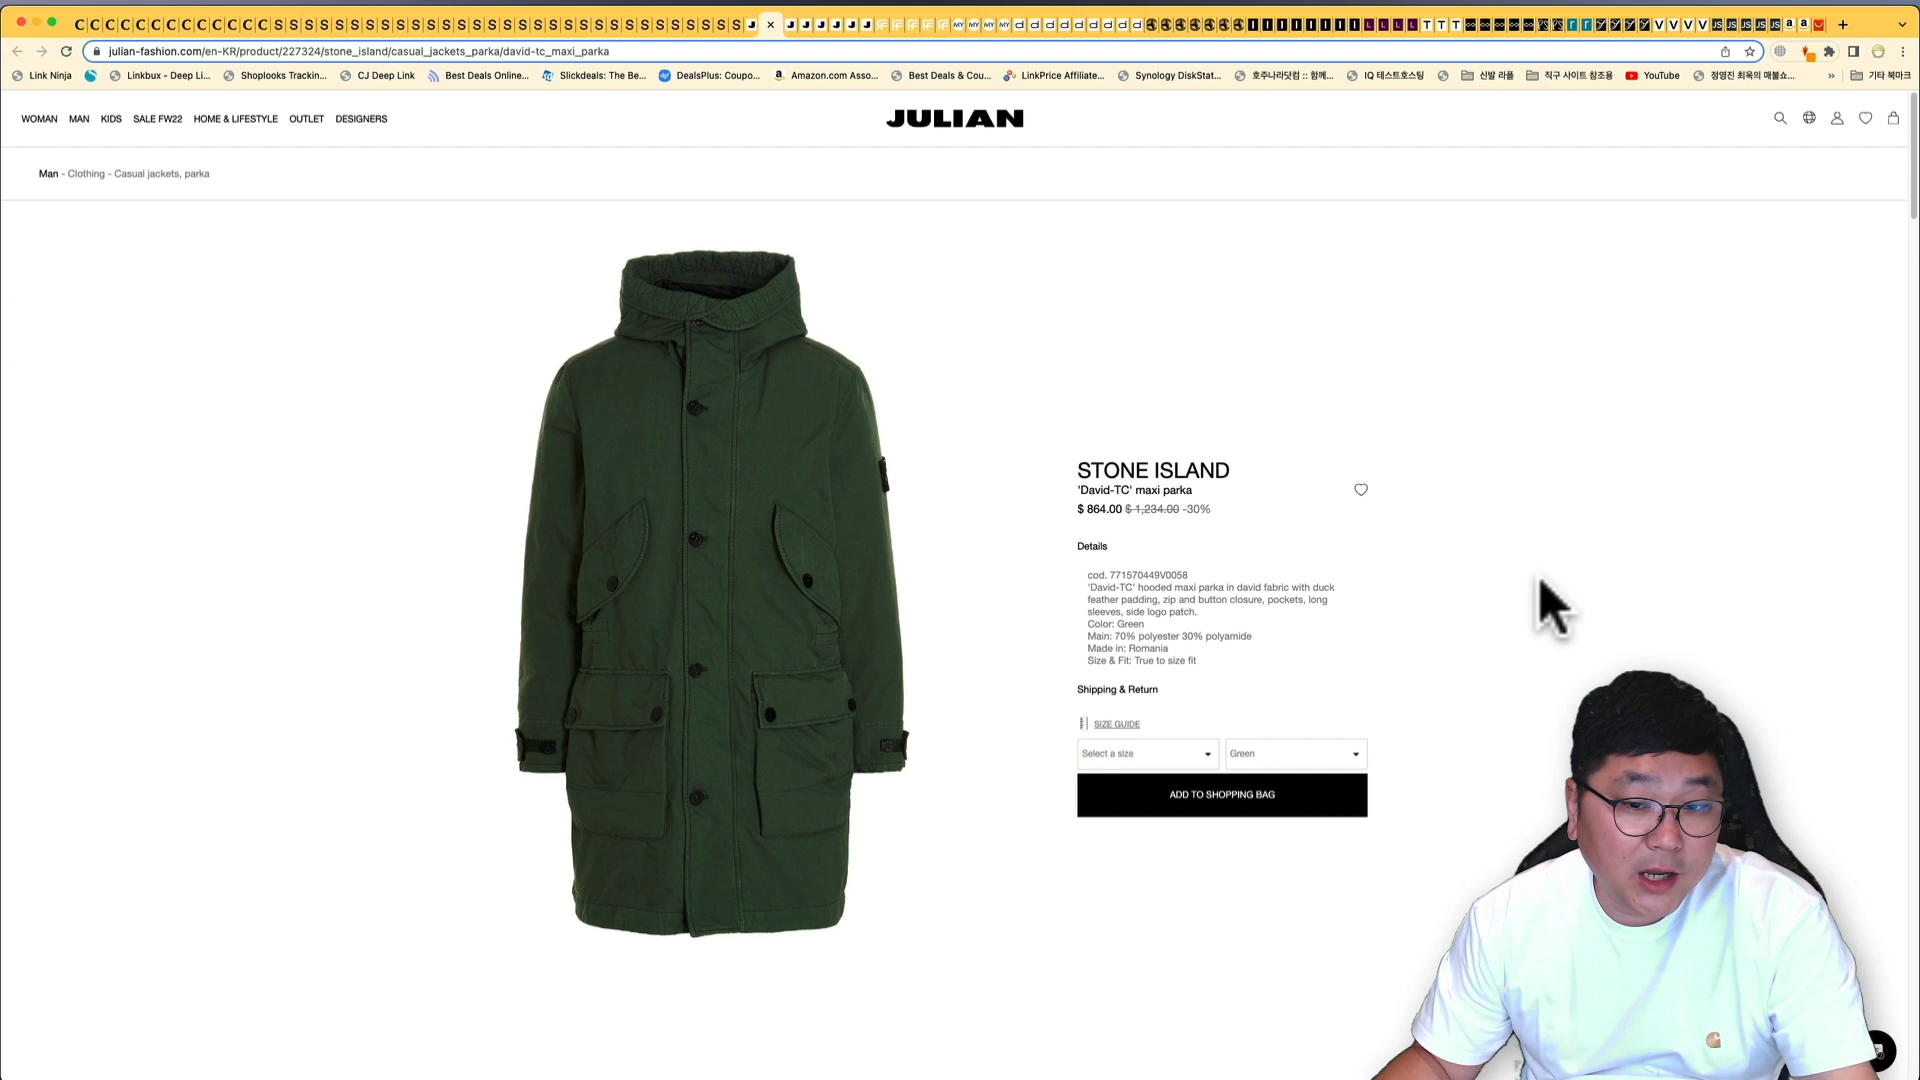 julian-fashion.com/en-KR/product/227324/stone_island/casual_jackets_parka/david-tc_maxi_parka
Link Ninja
Linkbux - Deep Li...
Shoplooks Trackin...
CJ Deep Link
Best Deals Online...
Slickdeals: The Be...
DealsPlus: Coupo...
Amazon.com Asso...
Best Deals & Cou...
LinkPrice Affiliate...
Synology DiskStat...
호주나라닷컴 :: 함께...
IQ 테스트호스팅
신발 라플
직구 사이트 참조용
YouTube
정영진 최욱의 매불쇼...
»
기타 북마크
WOMAN MAN KIDS SALE FW22 HOME & LIFESTYLE OUTLET DESIGNERS
JULIAN
Man - Clothing - Casual jackets, parka
STONE ISLAND
'David-TC' maxi parka
$ 864.00 $ 1,234.00 -30%
Details
cod. 771570449V0058
'David-TC' hooded maxi parka in david fabric with duck
feather padding, zip and button closure, pockets, long
sleeves, side logo patch.
Color: Green
Main: 70% polyester 30% polyamide
Made in: Romania
Size & Fit: True to size fit
Shipping & Return
SIZE GUIDE
Select a size
Green
ADD TO SHOPPING BAG